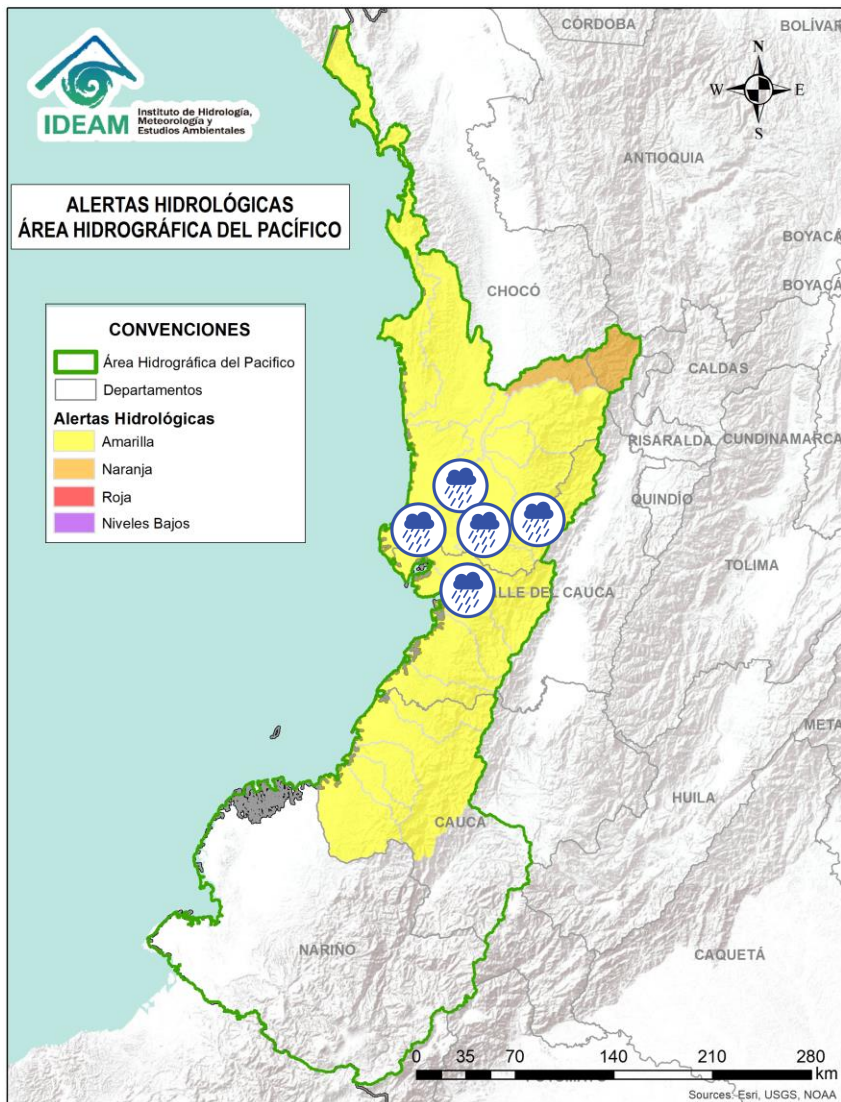 CÓRDOBA
BOLÍVAR
IDEAM
Instituto de Hidrología,
Meteorología y
Estudios Ambientales
N
W
E
S
ANTIOQUIA
ALERTAS HIDROLÓGICAS
ÁREA HIDROGRÁFICA DEL PACÍFICO
BOYACÁ
BOYACÁ
CHOCÓ
CONVENCIONES
Área Hidrográfica del Pacifico
Departamentos
Alertas Hidrológicas
Amarilla
Naranja
Roja
Niveles Bajos
CALDAS
RISARALDA
CUNDINAMARCA
QUINDÍO
TOLIMA
ALLE DEL CAUCA
META
HUILA
CAUCA
NARIÑO
CAQUETÁ
0 35 70 140 210 280
km
Sources: Esri, USGS, NOAA